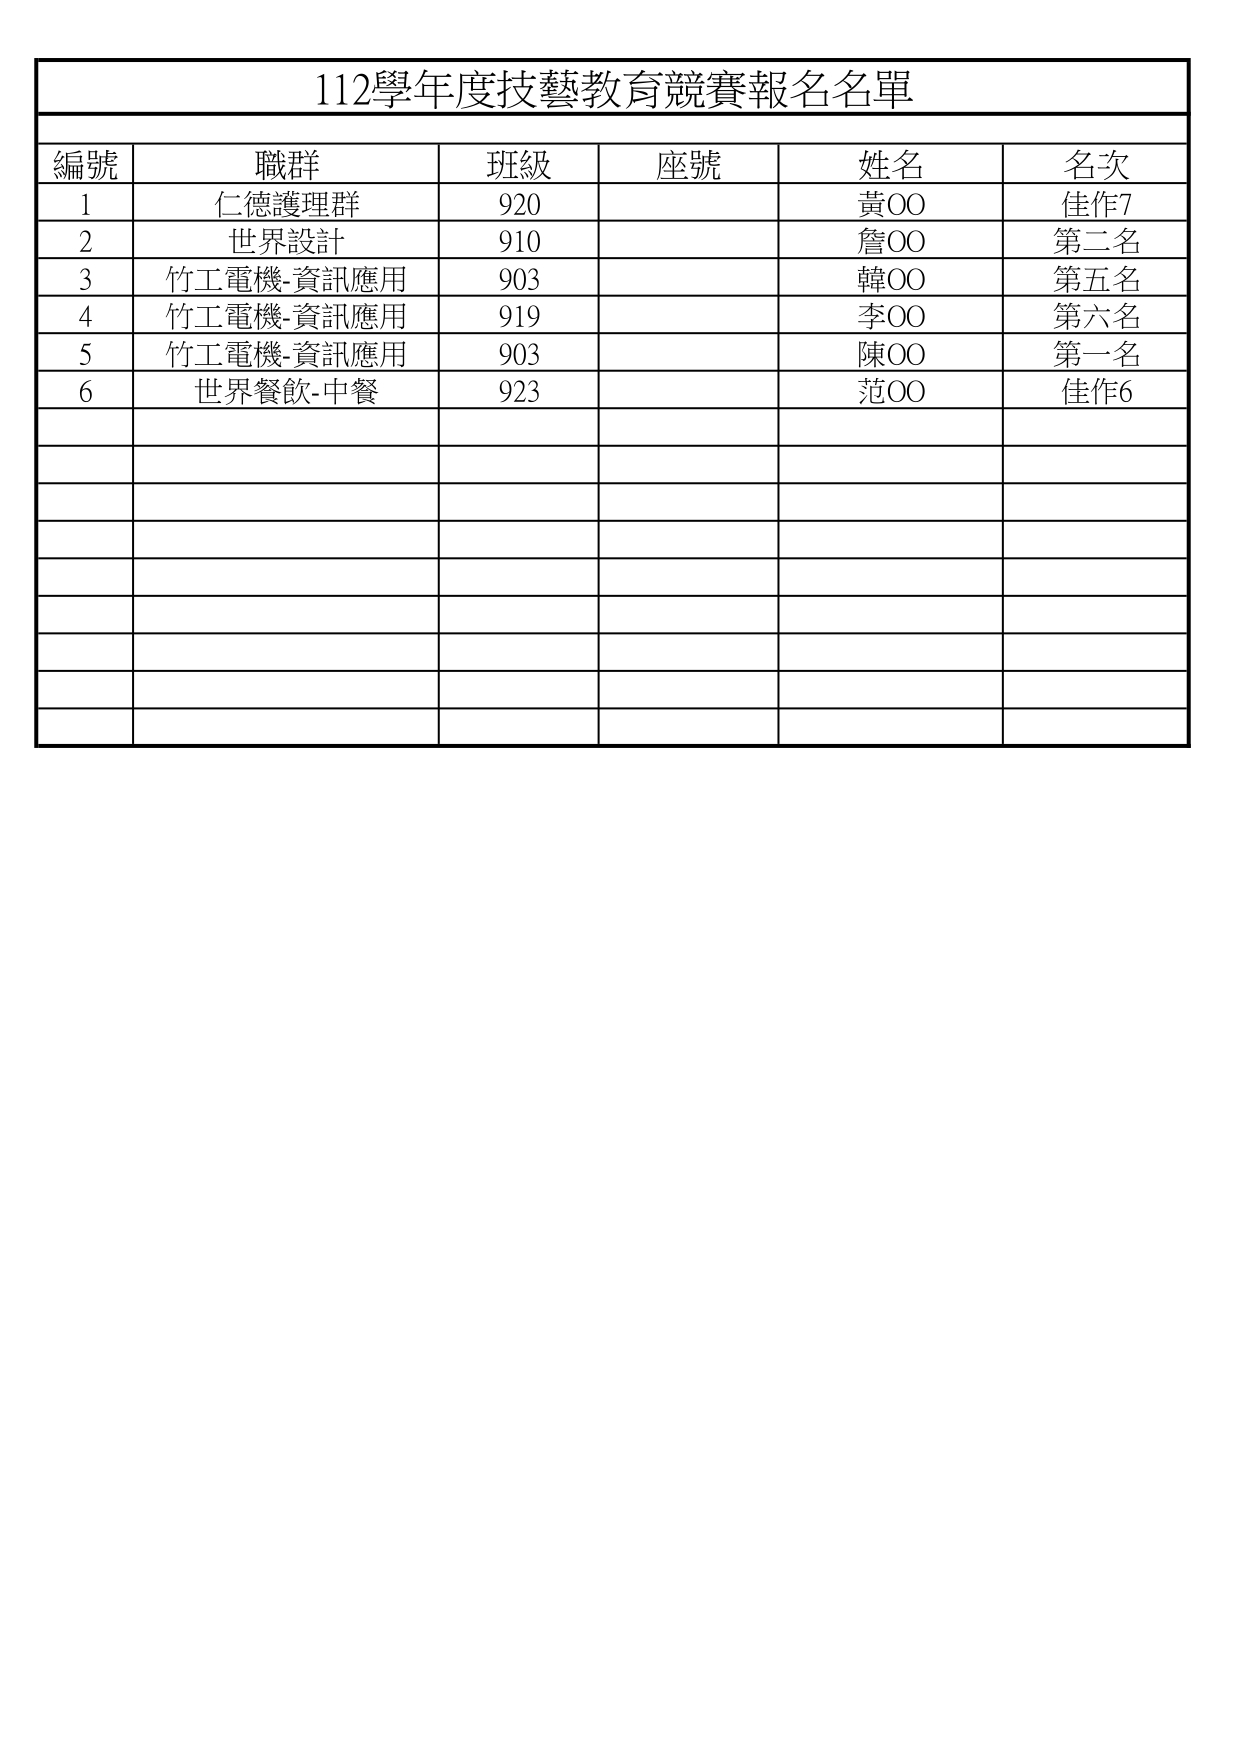 112學年度技藝教育競賽報名名單
編號 職群 班級 座號 姓名 名次
1 仁德護理群 920 黃OO 佳作7
2 世界設計 910 詹OO 第二名
3 竹工電機-資訊應用 903 韓OO 第五名
4 竹工電機-資訊應用 919 李OO 第六名
5 竹工電機-資訊應用 903 陳OO 第一名
6 世界餐飲-中餐 923 范OO 佳作6